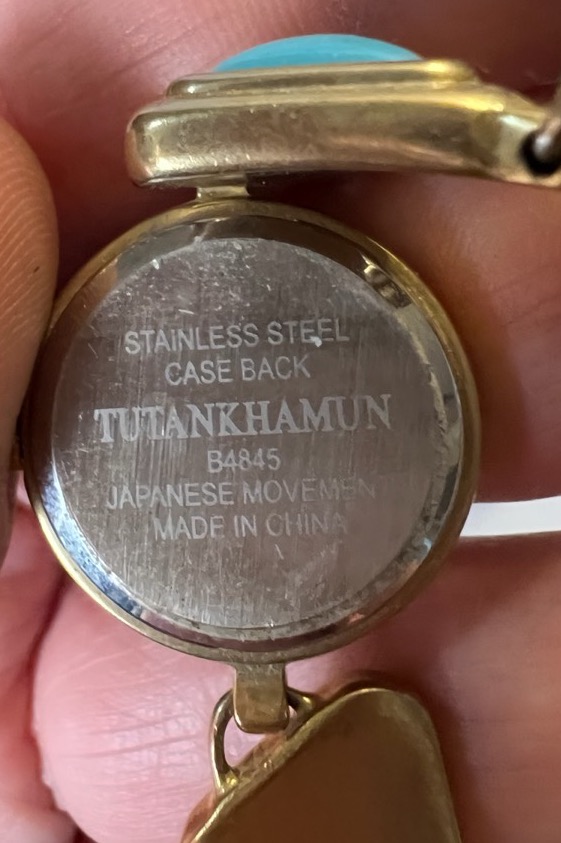 STAINLESS STEEL
CASE BACK
TUTANKHAMUN
B4845
JAPANESE MOVEMEN
MADE IN CHINA